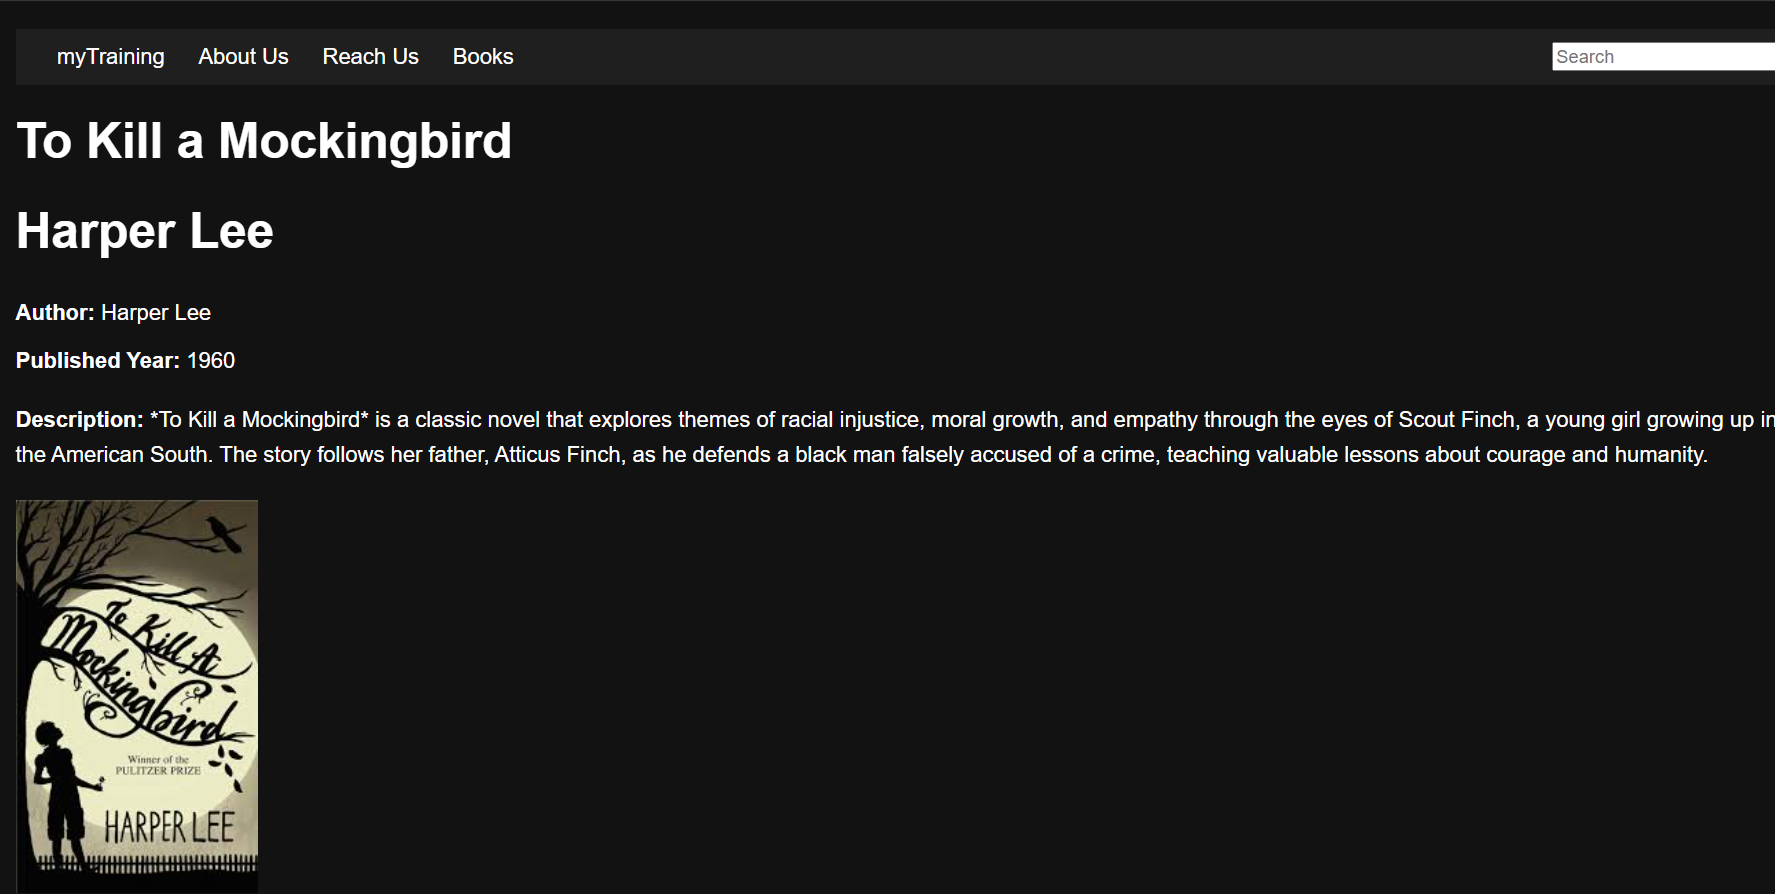 myTraining About Us Reach Us Books Search
To Kill a Mockingbird
Harper Lee
Author: Harper Lee
Published Year: 1960
Description: *To Kill a Mockingbird* is a classic novel that explores themes of racial injustice, moral growth, and empathy through the eyes of Scout Finch, a young girl growing up in
the American South. The story follows her father, Atticus Finch, as he defends a black man falsely accused of a crime, teaching valuable lessons about courage and humanity.
To Kill A
Mockingbird
Winner of the
PULITZER PRIZE
HARPER LEE